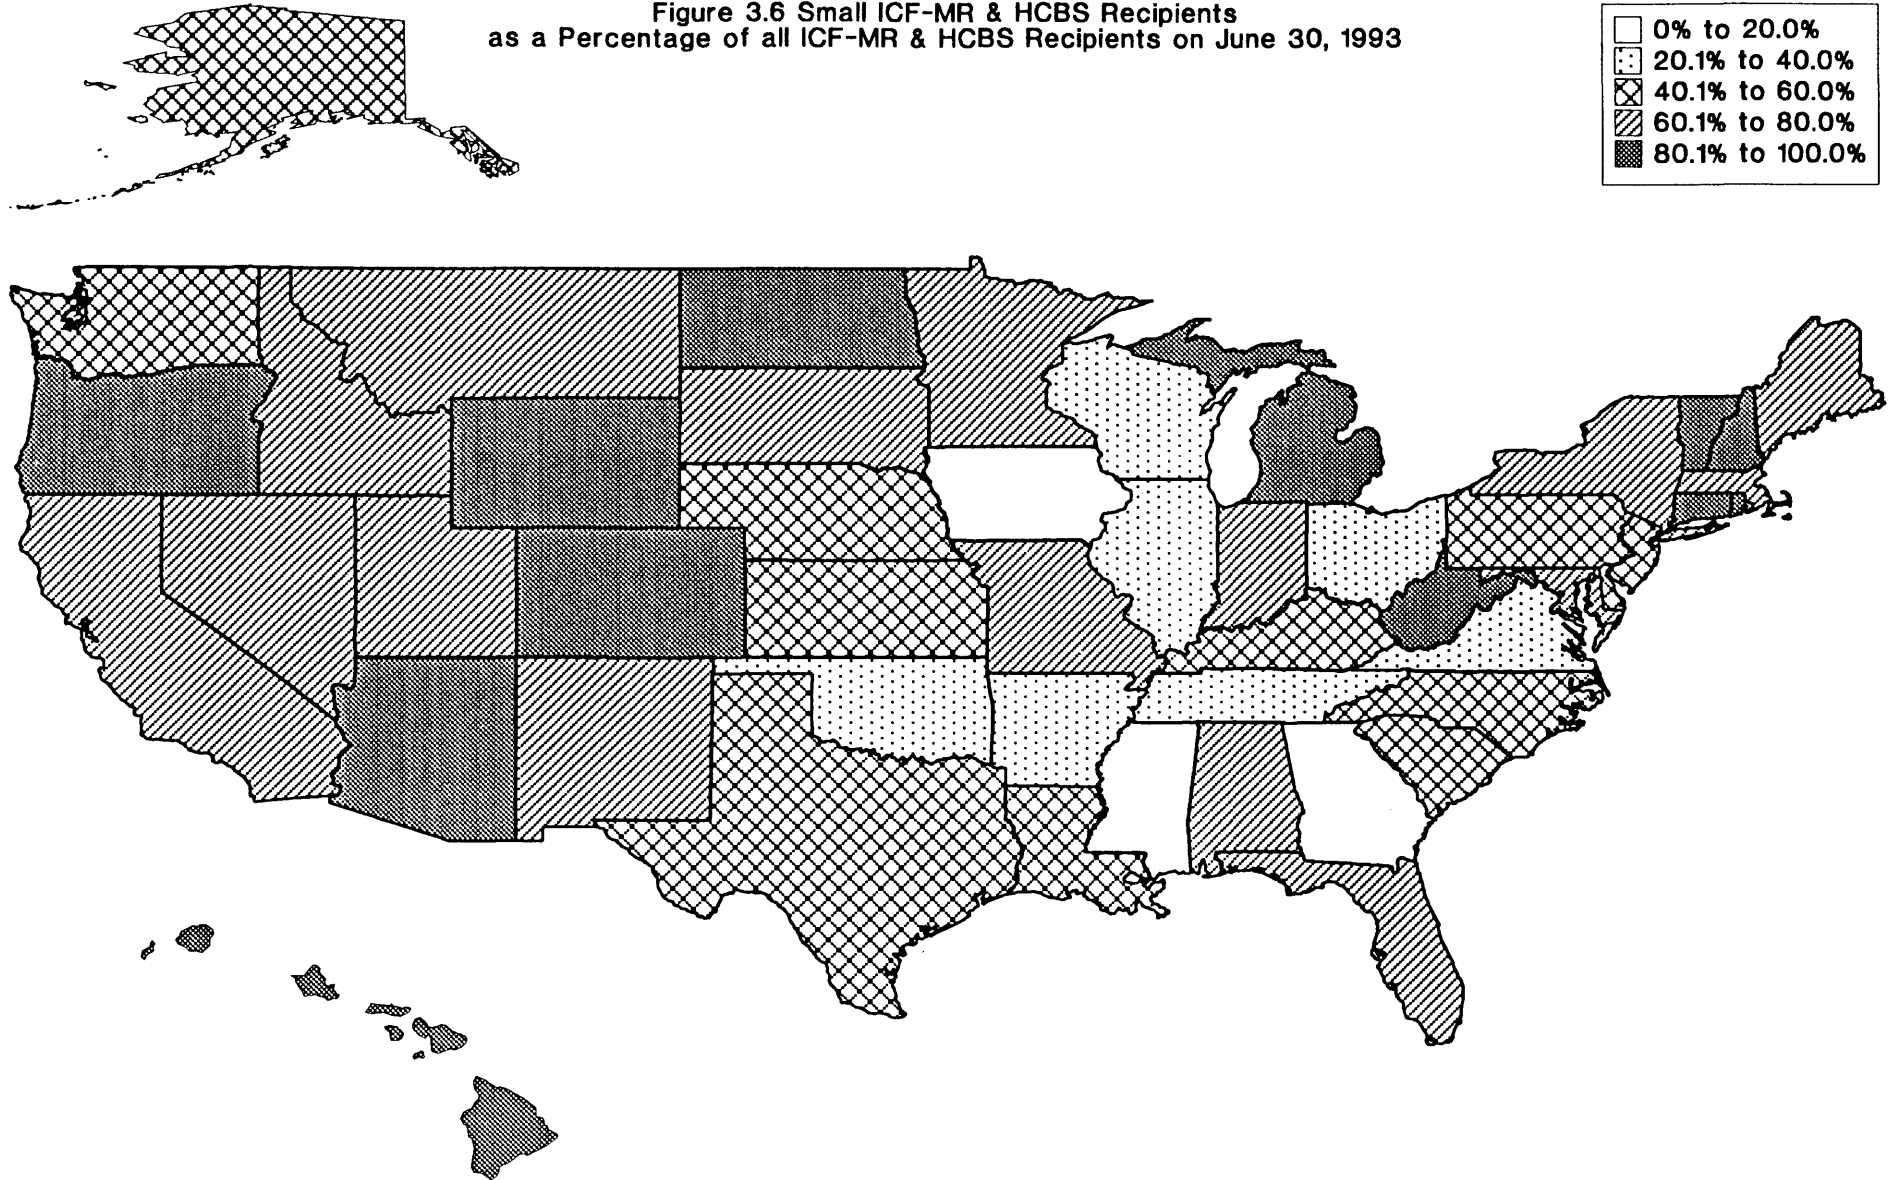 Figure 3.6 Small ICF-MR & HCBS Recipients
as a Percentage of all ICF-MR & HCBS Recipients on June 30, 1993
0% to 20.0%
20.1% to 40.0%
40.1% to 60.0%
60.1% to 80.0%
80.1% to 100.0%